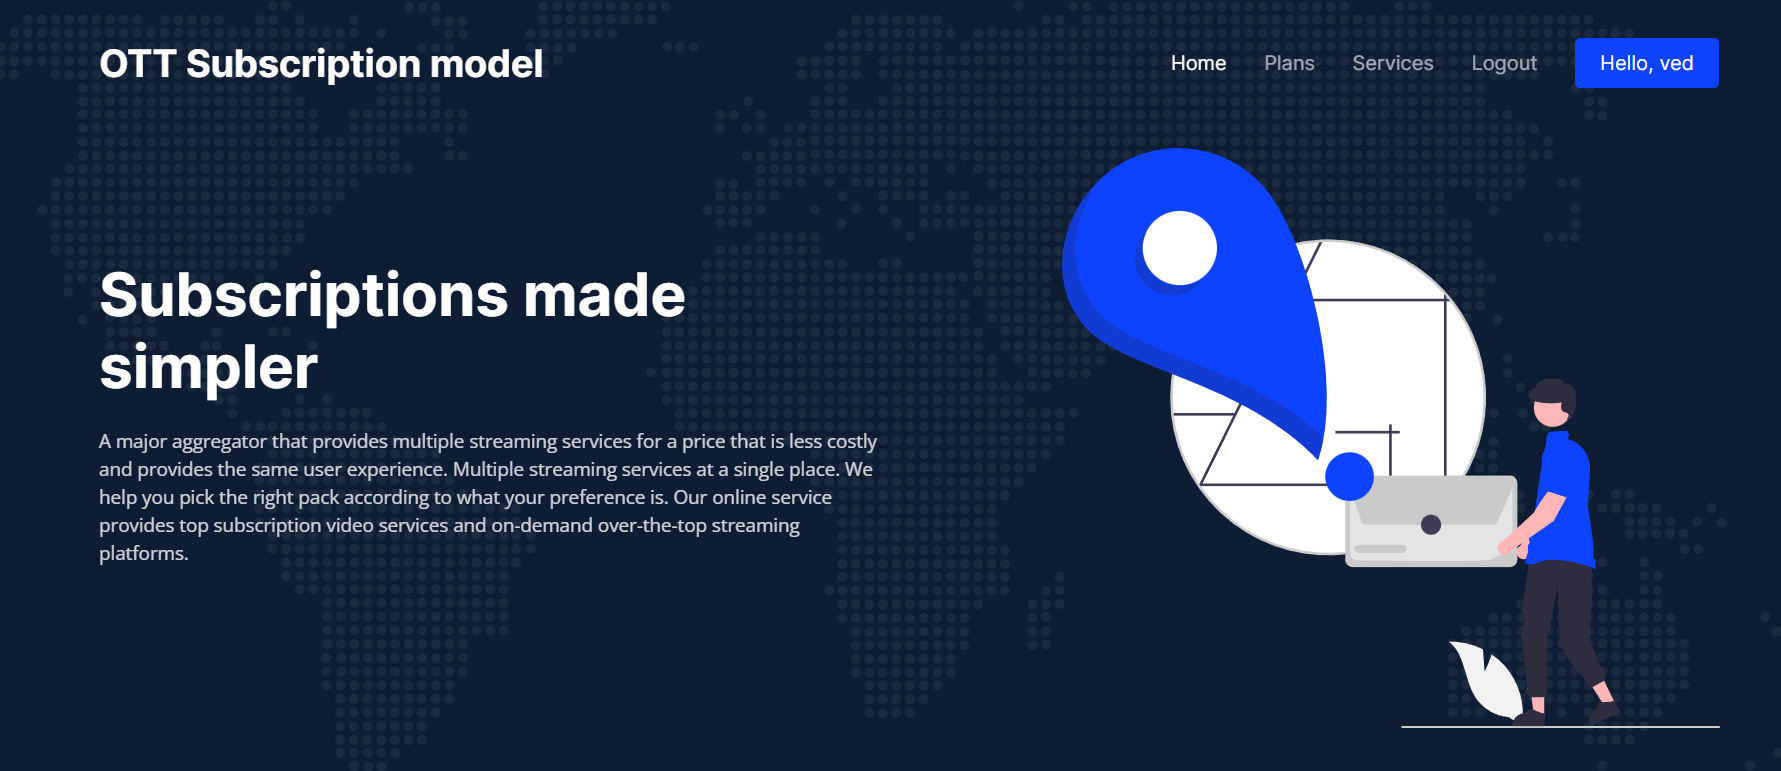 OTT Subscription model
Home Plans Services Logout Hello, ved
Subscriptions made
simpler
A major aggregator that provides multiple streaming services for a price that is less costly
and provides the same user experience. Multiple streaming services at a single place. We
help you pick the right pack according to what your preference is. Our online service
provides top subscription video services and on-demand over-the-top streaming
platforms.